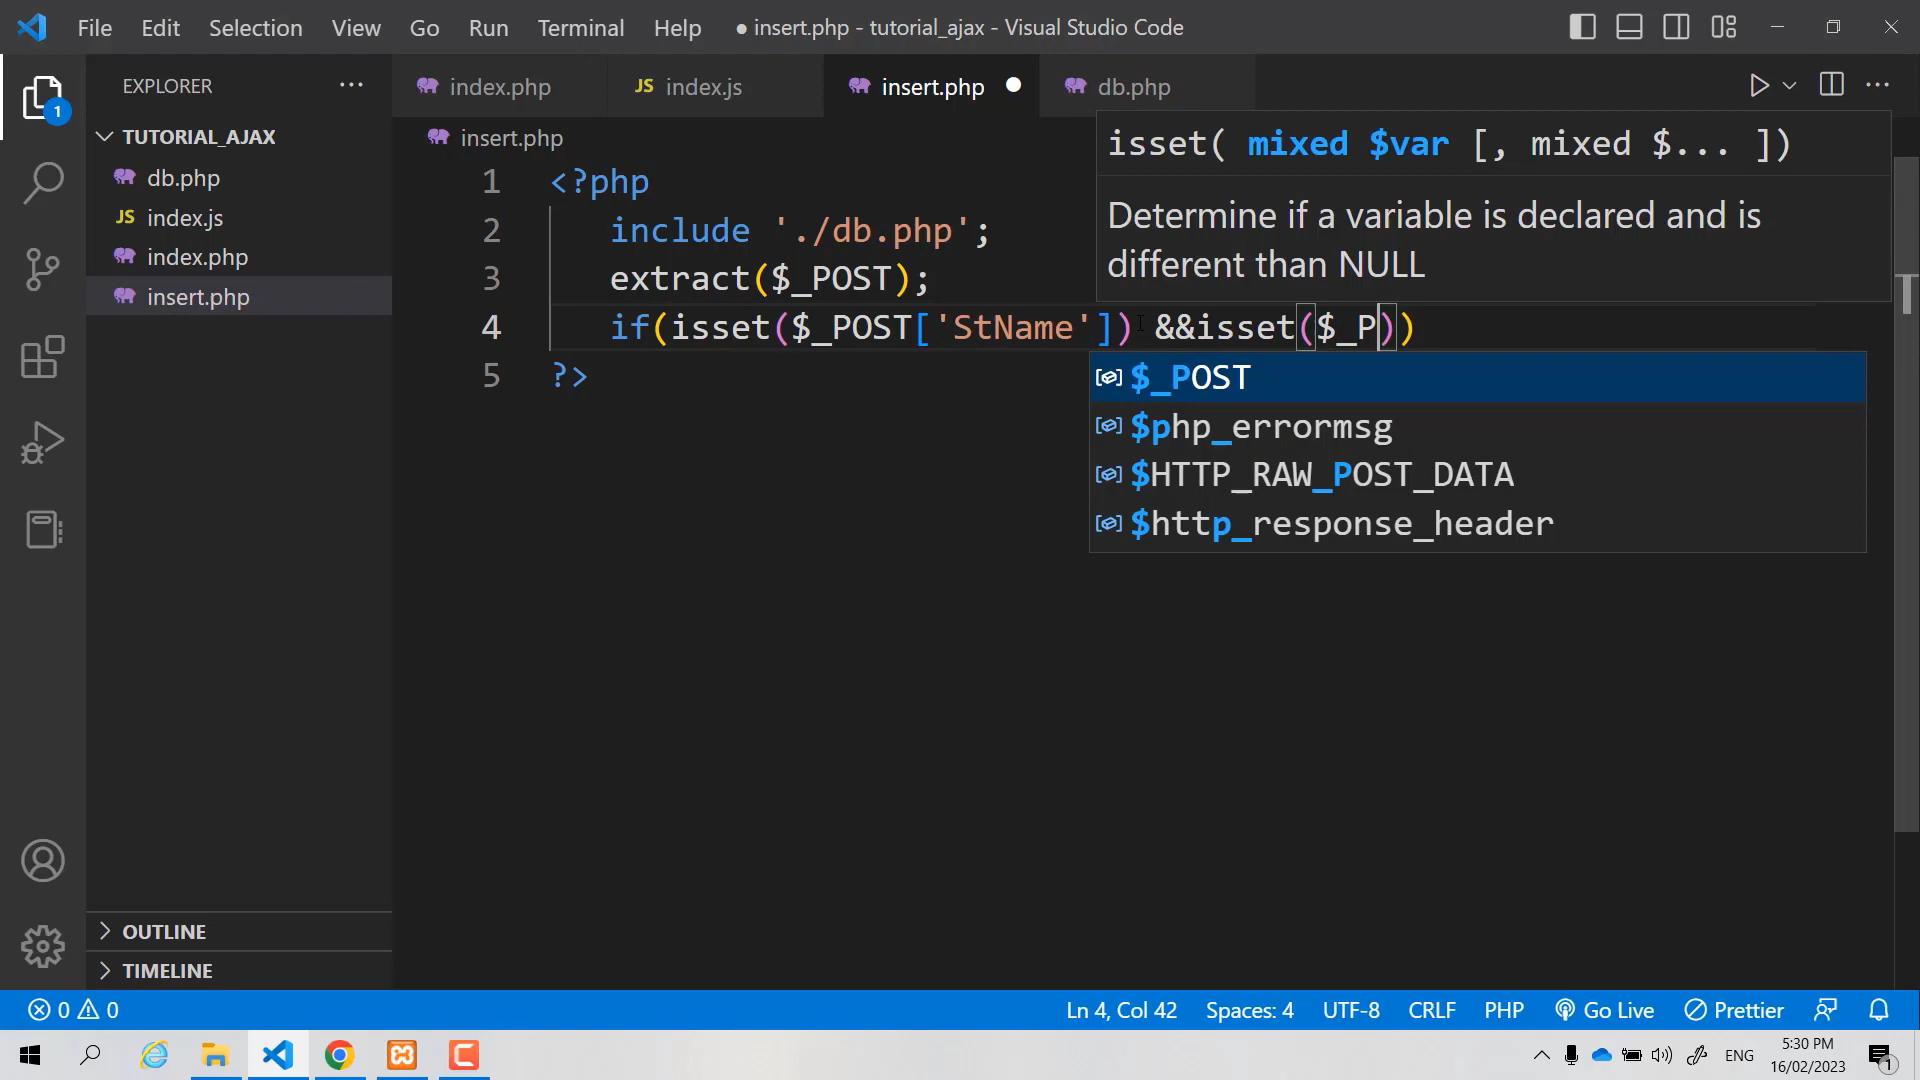 File Edit Selection View Go Run Terminal Help ● insert.php - tutorial_ajax - Visual Studio Code
EXPLORER ···
index.php JS index.js insert.php ● db.php ···
TUTORIAL_AJAX
db.php
JS index.js
index.php
insert.php
1
insert.php
1 <?php
2 include './db.php';
3 extract($_POST);
4 if(isset($_POST['StName']) &&isset($_P))
5 ?>
isset( mixed $var [, mixed $... ])
Determine if a variable is declared and is
different than NULL
$_POST
$php_errormsg
$HTTP_RAW_POST_DATA
$http_response_header
OUTLINE
TIMELINE
0 0 Ln 4, Col 42 Spaces: 4 UTF-8 CRLF PHP Go Live Prettier
ENG 5:30 PM
16/02/2023 1